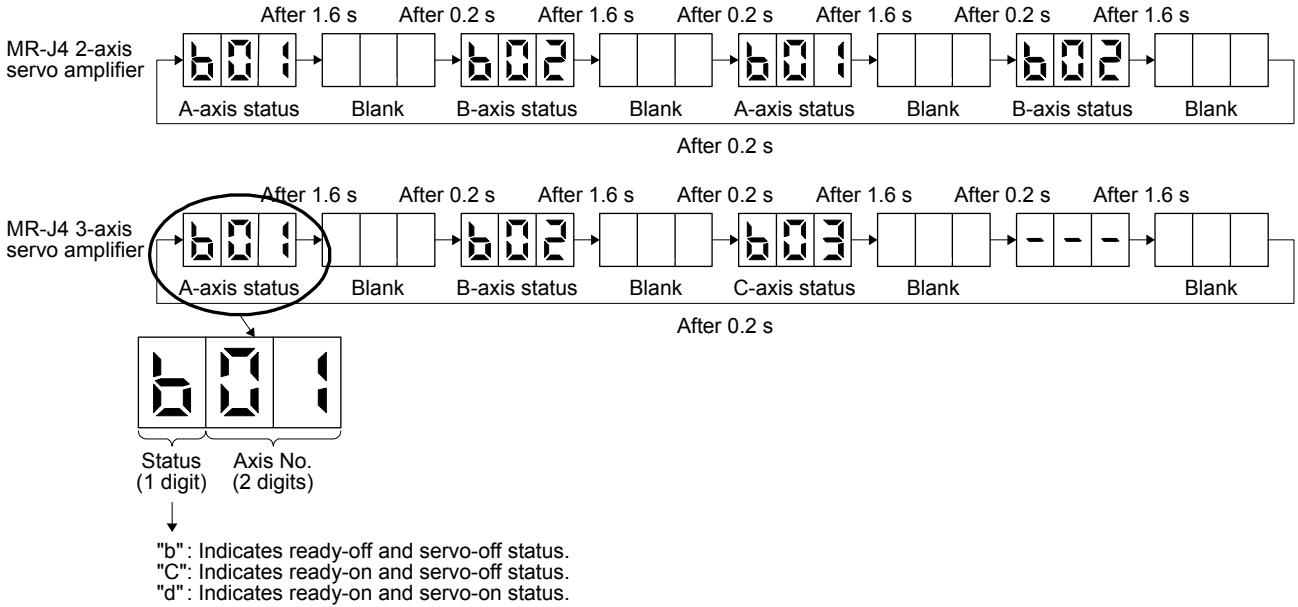 After 1.6 s After 0.2 s After 1.6 s After 0.2 s After 1.6 s After 0.2 s After 1.6 s
MR-J4 2-axis
servo amplifier
b01 b02 b01 b02
A-axis status Blank B-axis status Blank A-axis status Blank B-axis status Blank
After 0.2 s
After 1.6 s After 0.2 s After 1.6 s After 0.2 s After 1.6 s After 0.2 s After 1.6 s
MR-J4 3-axis
servo amplifier
b01 b02 b03 - - -
A-axis status Blank B-axis status Blank C-axis status Blank Blank
After 0.2 s
b01
Status Axis No.
(1 digit) (2 digits)
"b" : Indicates ready-off and servo-off status.
"C": Indicates ready-on and servo-off status.
"d" : Indicates ready-on and servo-on status.